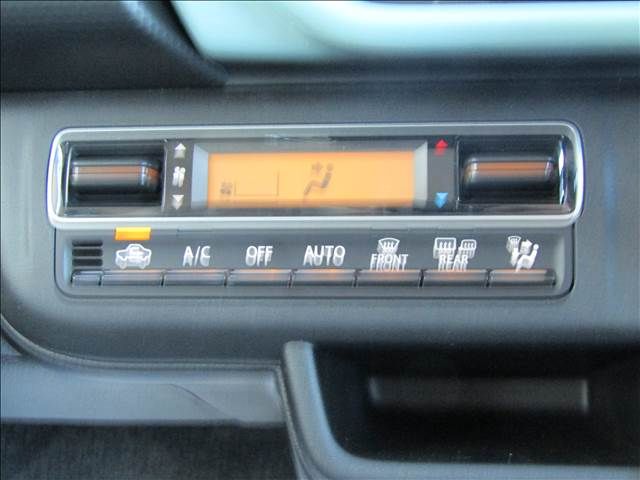 A/C OFF AUTO FRONT REAR